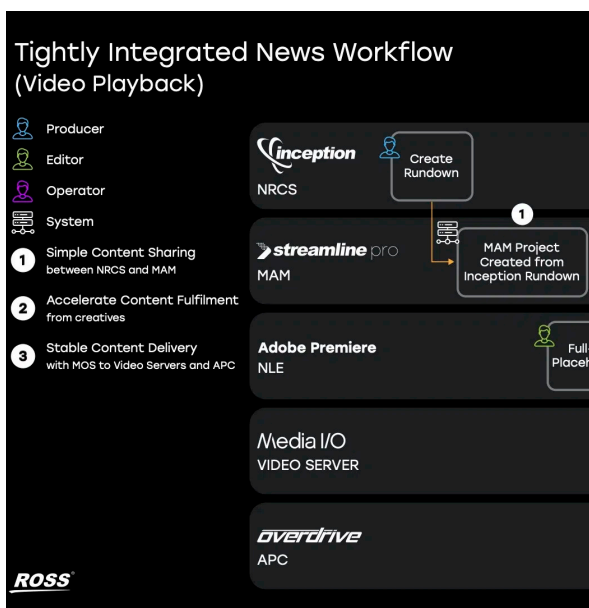 Tightly Integrated News Workflow
(Video Playback)
Producer
Editor
Operator
System
1 Simple Content Sharing
between NRCS and MAM
2 Accelerate Content Fulfilment
from creatives
3 Stable Content Delivery
with MOS to Video Servers and APC
ROSS
inception
NRCS
Create
Rundown
streamline pro
MAM
1
MAM Project
Created from
Inception Rundown
Adobe Premiere
NLE
Full-
Placeh
Media I/O
VIDEO SERVER
overdrive
APC